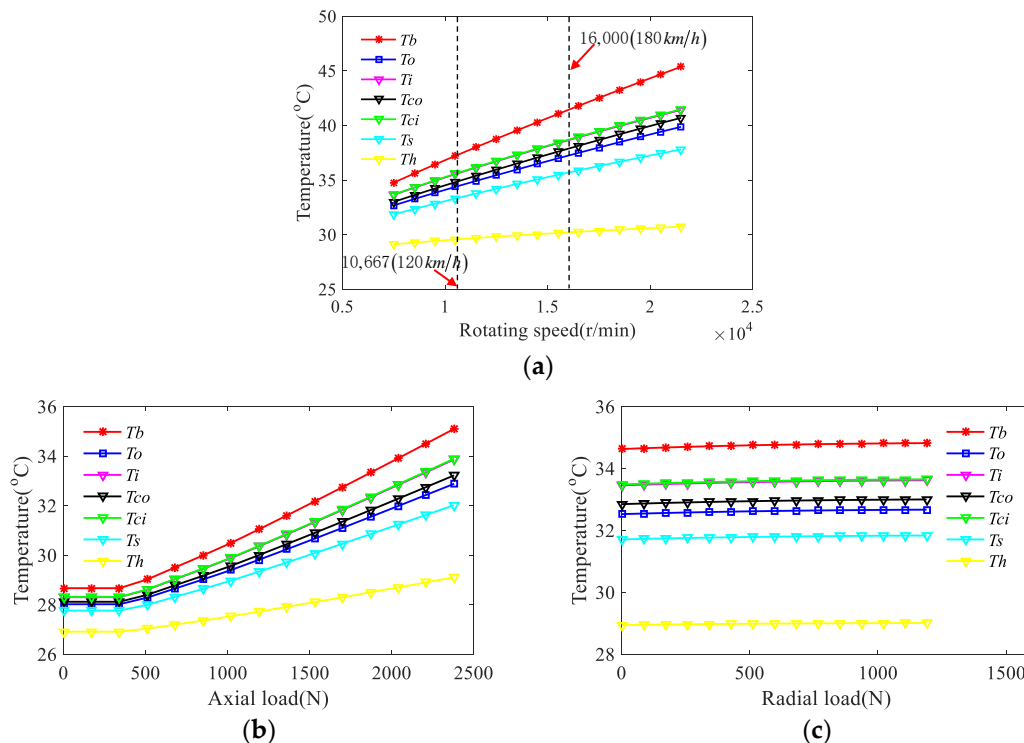 50
45
40
35
30
25
Temperature(°C)
Tb
To
Ti
Tco
Tci
Ts
Th
16,000(180km/h)
10,667(120km/h)
0.5 1 1.5 2 2.5
Rotating speed(r/min)
×10⁴
(a)
36
34
32
30
28
26
Temperature(°C)
Tb
To
Ti
Tco
Tci
Ts
Th
0 500 1000 1500 2000 2500
Axial load(N)
(b)
36
34
32
30
28
Temperature(°C)
Tb
To
Ti
Tco
Tci
Ts
Th
0 500 1000 1500
Radial load(N)
(c)